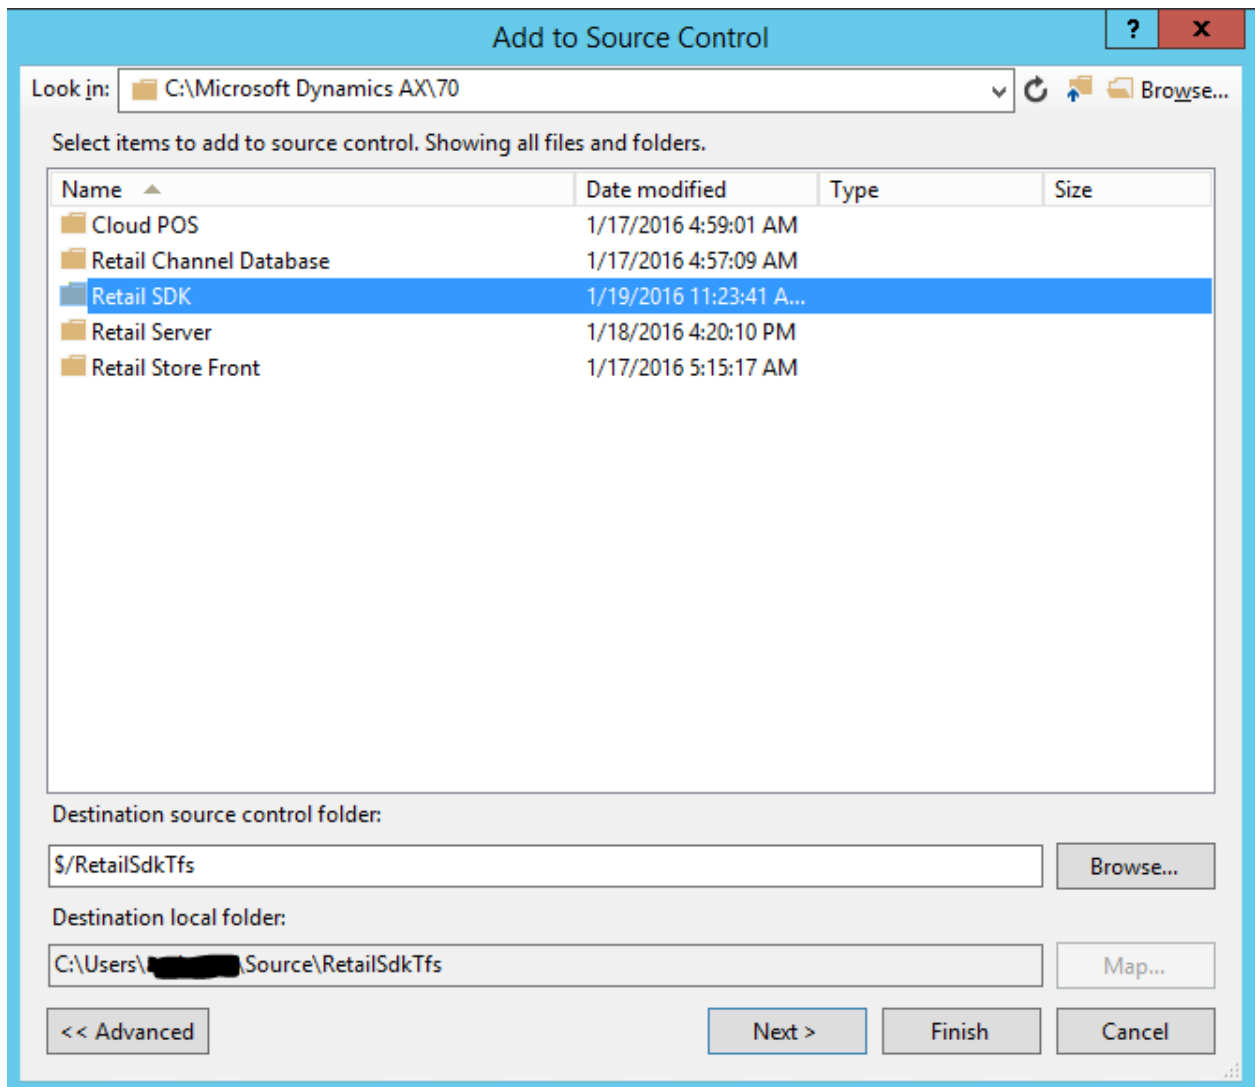 Add to Source Control
? x
Look in: C:\Microsoft Dynamics AX\70 Browse...
Select items to add to source control. Showing all files and folders.
Name Date modified Type Size
Cloud POS 1/17/2016 4:59:01 AM
Retail Channel Database 1/17/2016 4:57:09 AM
Retail SDK 1/19/2016 11:23:41 A...
Retail Server 1/18/2016 4:20:10 PM
Retail Store Front 1/17/2016 5:15:17 AM
Destination source control folder:
$/RetailSdkTfs Browse...
Destination local folder:
C:\Users\ \Source\RetailSdkTfs Map...
<< Advanced Next > Finish Cancel